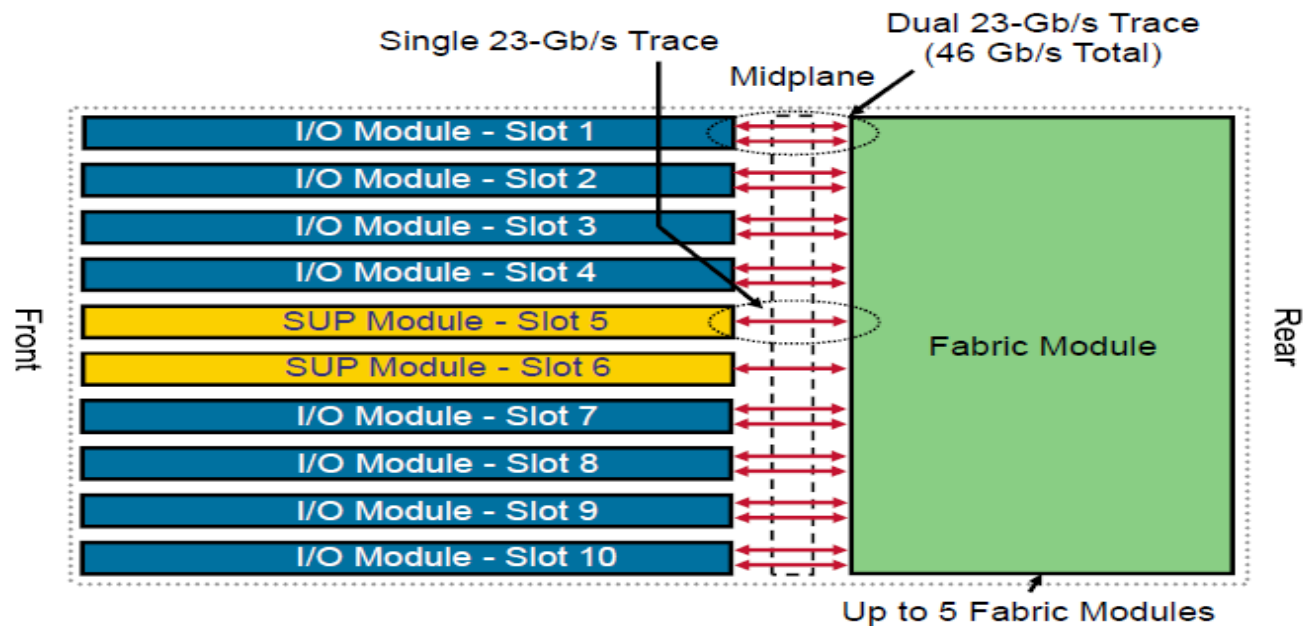 Single 23-Gb/s Trace
Dual 23-Gb/s Trace
(46 Gb/s Total)
Midplane
I/O Module - Slot 1
I/O Module - Slot 2
I/O Module - Slot 3
I/O Module - Slot 4
SUP Module - Slot 5
SUP Module - Slot 6
I/O Module - Slot 7
I/O Module - Slot 8
I/O Module - Slot 9
I/O Module - Slot 10
Front
Fabric Module
Rear
Up to 5 Fabric Modules